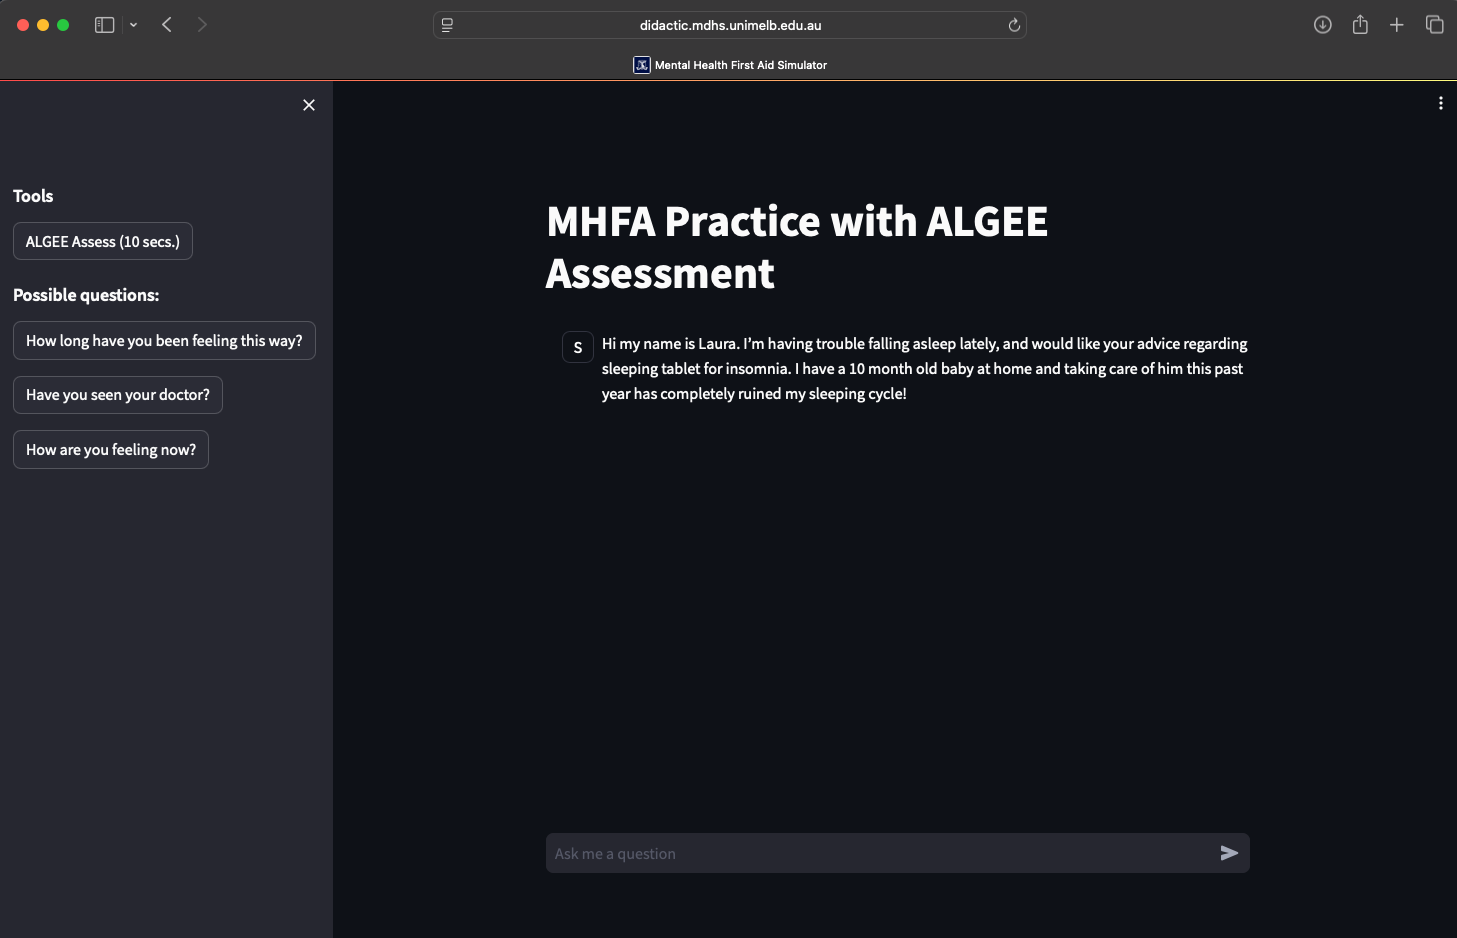 didactic.mdhs.unimelb.edu.au
Mental Health First Aid Simulator
Tools
ALGEE Assess (10 secs.)
Possible questions:
How long have you been feeling this way?
Have you seen your doctor?
How are you feeling now?
MHFA Practice with ALGEE
Assessment
S
Hi my name is Laura. I’m having trouble falling asleep lately, and would like your advice regarding
sleeping tablet for insomnia. I have a 10 month old baby at home and taking care of him this past
year has completely ruined my sleeping cycle!
Ask me a question